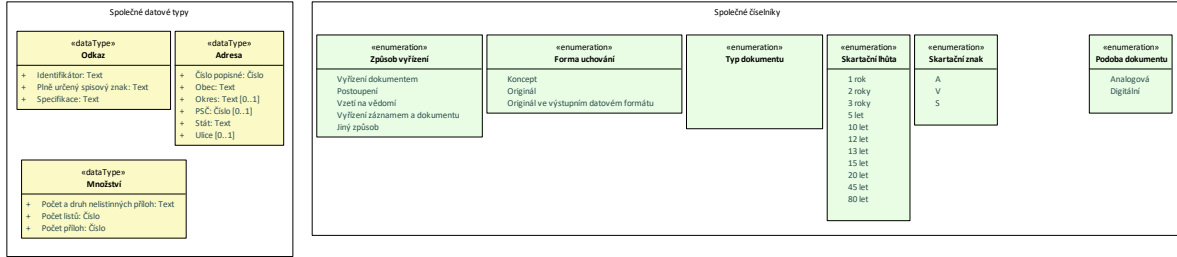 Společné datové typy
«dataType»
Odkaz
+ Identifikátor: Text
+ Plně určený spisový znak: Text
+ Specifikace: Text
«dataType»
Adresa
+ Číslo popisné: Číslo
+ Obec: Text
+ Okres: Text [0..1]
+ PSČ: Číslo [0..1]
+ Stát: Text
+ Ulice [0..1]
«dataType»
Množství
+ Počet a druh nelistinných příloh: Text
+ Počet listů: Číslo
+ Počet příloh: Číslo
Společné číselníky
«enumeration»
Způsob vyřízení
Vyřízení dokumentem
Postoupení
Vzetí na vědomí
Vyřízení záznamem a dokumentu
Jiný způsob
«enumeration»
Forma uchování
Koncept
Originál
Originál ve výstupním datovém formátu
«enumeration»
Typ dokumentu
«enumeration»
Skartační lhůta
1 rok
2 roky
3 roky
5 let
10 let
12 let
13 let
15 let
20 let
45 let
80 let
«enumeration»
Skartační znak
A
V
S
«enumeration»
Podoba dokumentu
Analogová
Digitální